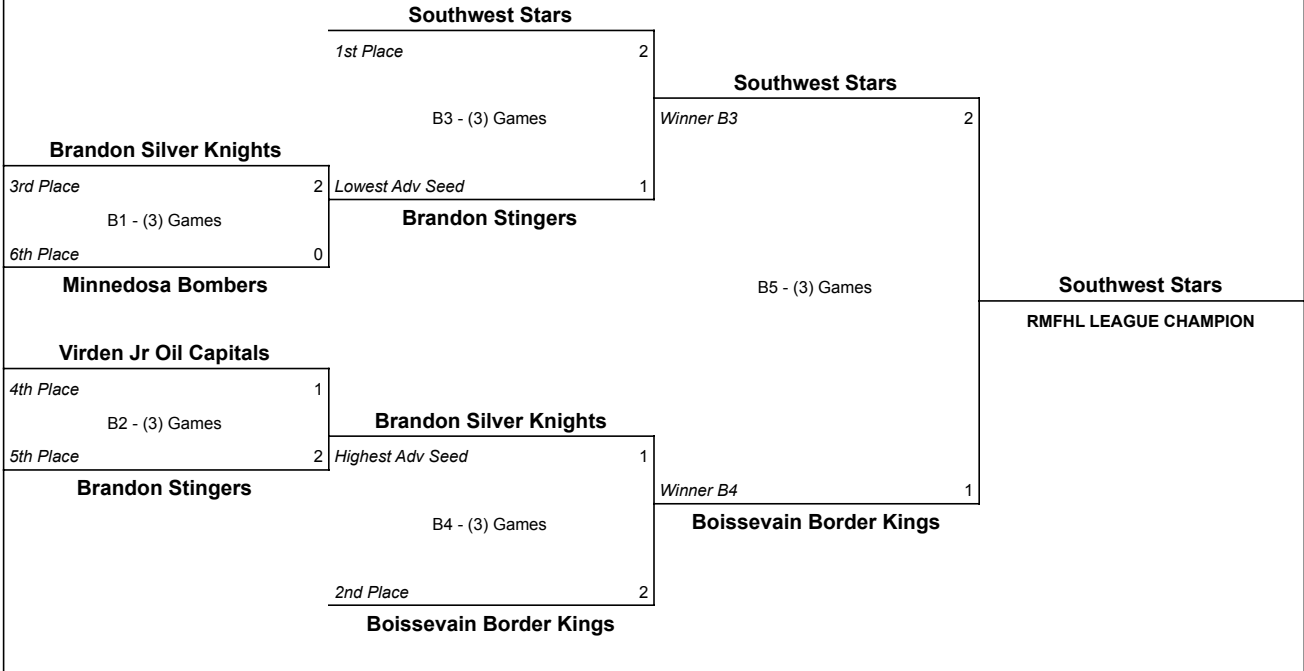 Southwest Stars
1st Place 2
B3 - (3) Games
Lowest Adv Seed 1
Brandon Stingers
Brandon Silver Knights
3rd Place 2
B1 - (3) Games
6th Place 0
Minnedosa Bombers
Virden Jr Oil Capitals
4th Place 1
B2 - (3) Games
5th Place 2
Brandon Stingers
Brandon Silver Knights
Highest Adv Seed 1
B4 - (3) Games
2nd Place 2
Boissevain Border Kings
Southwest Stars
Winner B3 2
B5 - (3) Games
Winner B4 1
Boissevain Border Kings
Southwest Stars
RMFHL LEAGUE CHAMPION